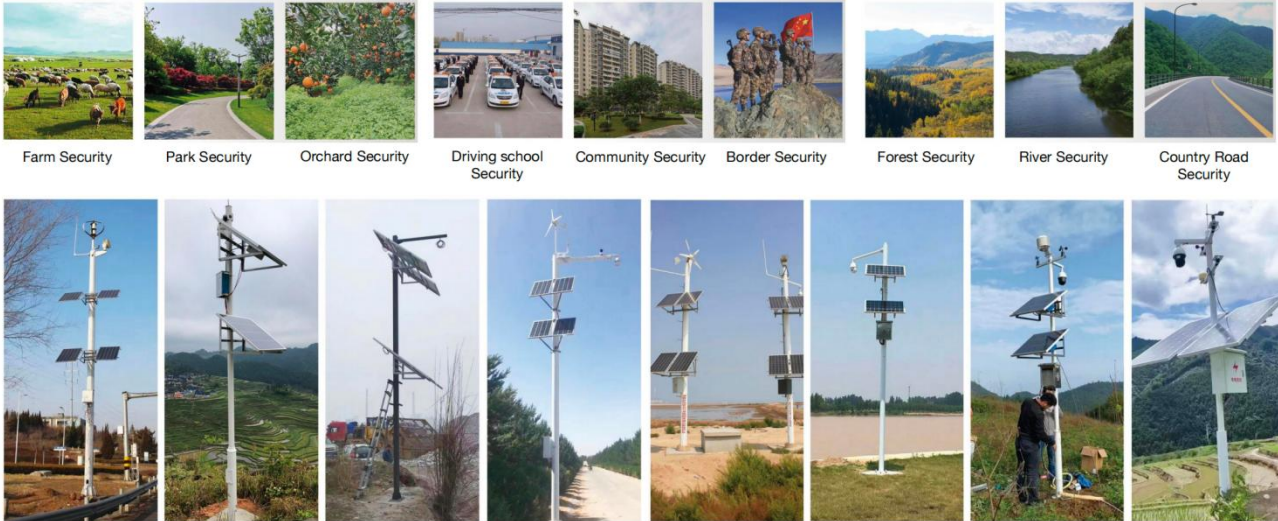 Farm Security
Park Security
Orchard Security
Driving school
Security
Community Security
Border Security
Forest Security
River Security
Country Road
Security